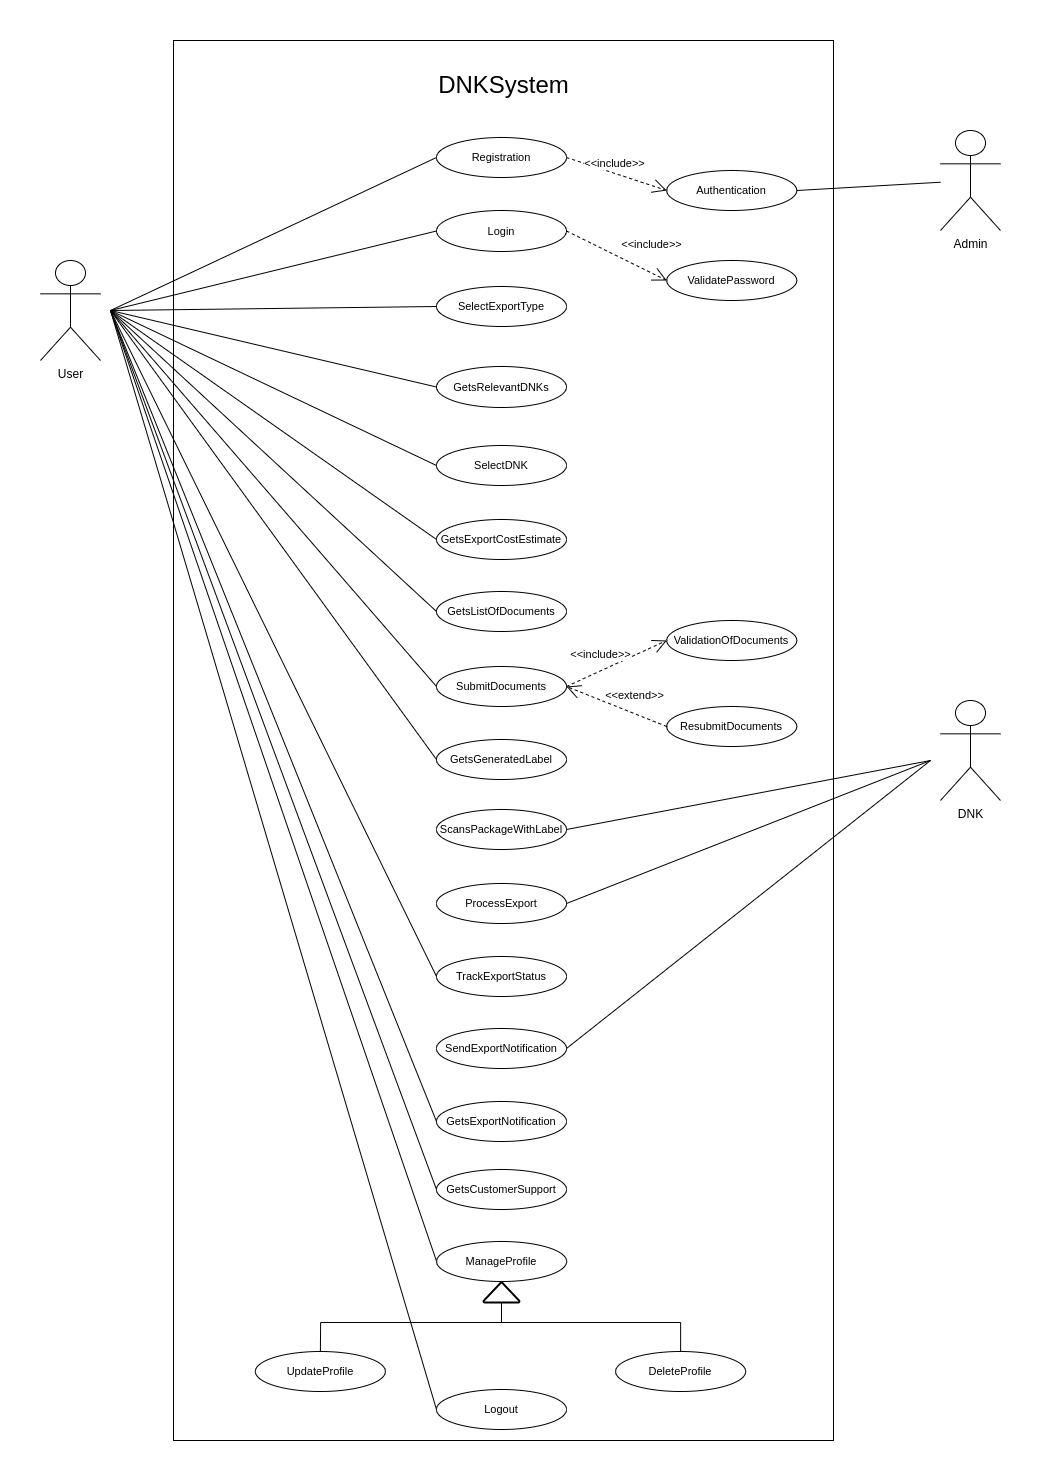 DNKSystem
Registration
<<include>>
Authentication
Login
<<include>>
ValidatePassword
Admin
User
SelectExportType
GetsRelevantDNKs
SelectDNK
GetsExportCostEstimate
GetsListOfDocuments
ValidationOfDocuments
<<include>>
SubmitDocuments
<<extend>>
ResubmitDocuments
GetsGeneratedLabel
DNK
ScansPackageWithLabel
ProcessExport
TrackExportStatus
SendExportNotification
GetsExportNotification
GetsCustomerSupport
ManageProfile
UpdateProfile
DeleteProfile
Logout